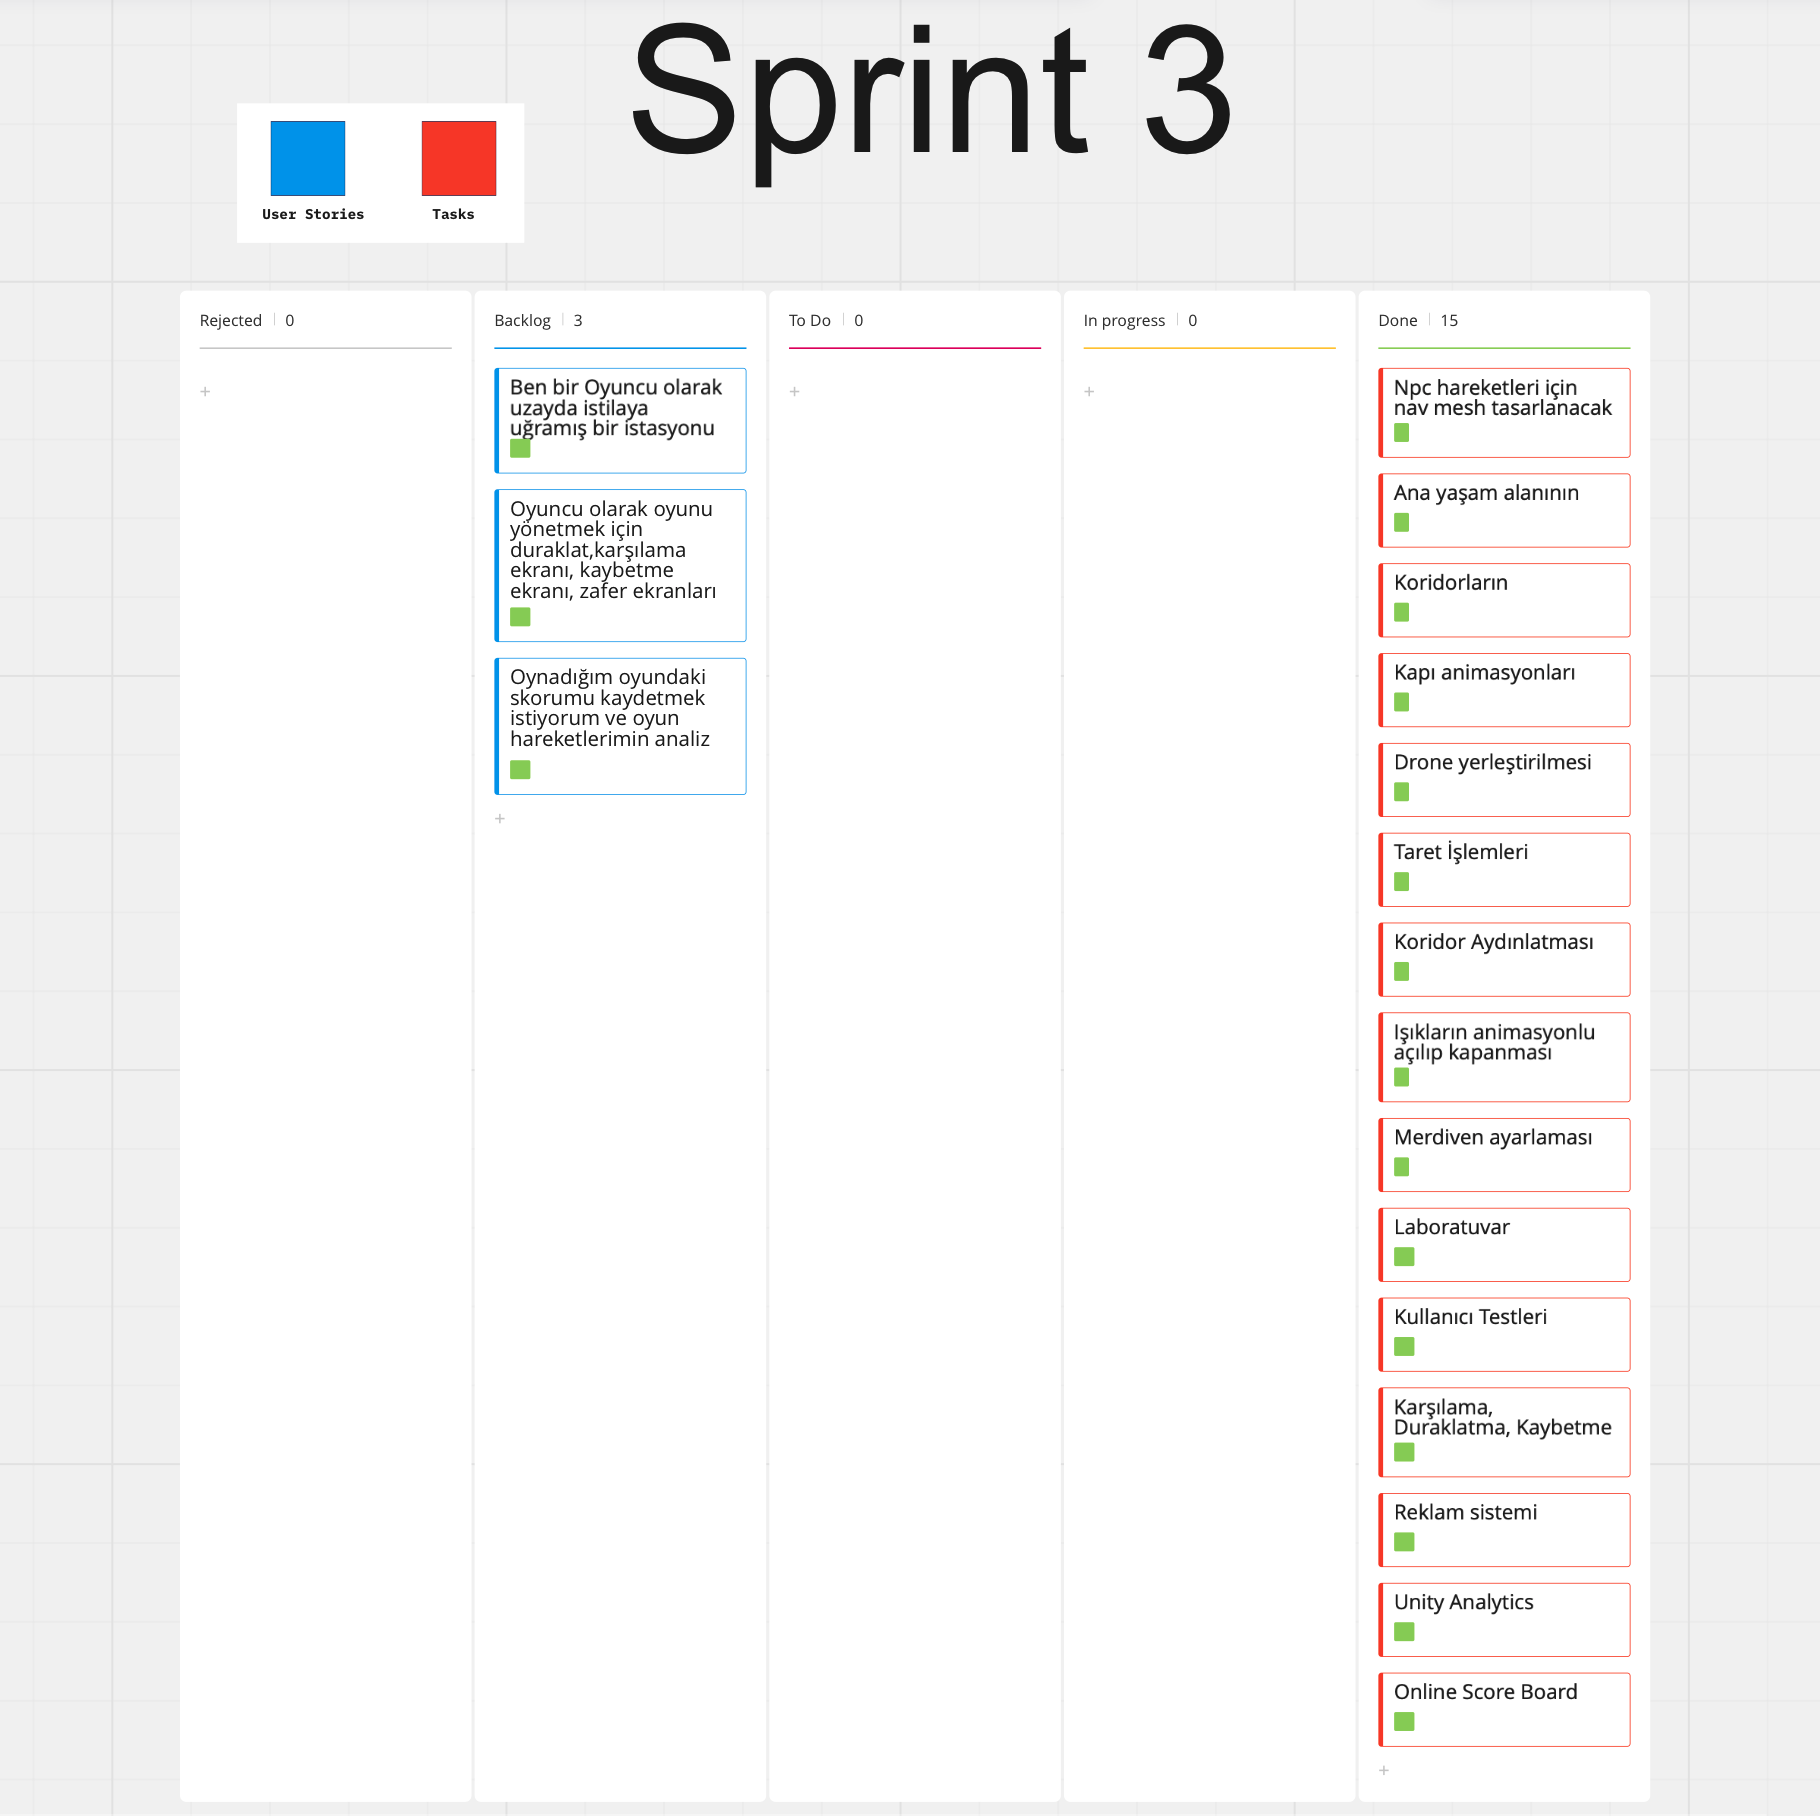 Sprint 3
User Stories
Tasks
Rejected 0
Backlog 3
Ben bir Oyuncu olarak
uzayda istilaya
uğramış bir istasyonu
Oyuncu olarak oyunu
yönetmek için
duraklat,karşılama
ekranı, kaybetme
ekranı, zafer ekranları
Oynadığım oyundaki
skorumu kaydetmek
istiyorum ve oyun
hareketlerimin analiz
+
To Do 0
+
In progress 0
+
Done 15
Npc hareketleri için
nav mesh tasarlanacak
Ana yaşam alanının
Koridorların
Kapı animasyonları
Drone yerleştirilmesi
Taret İşlemleri
Koridor Aydınlatması
Işıkların animasyonlu
açılıp kapanması
Merdiven ayarlaması
Laboratuvar
Kullanıcı Testleri
Karşılama,
Duraklatma, Kaybetme
Reklam sistemi
Unity Analytics
Online Score Board
+